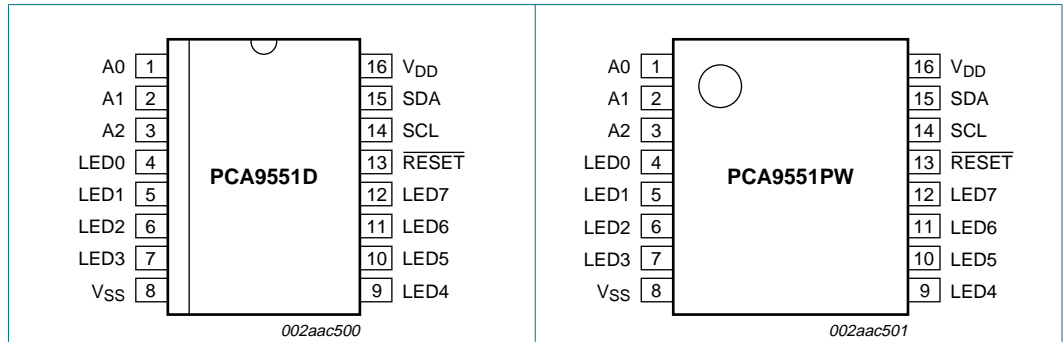 A0 1 16 VDD
A1 2 15 SDA
A2 3 14 SCL
LED0 4 13 RESET
PCA9551D
LED1 5 12 LED7
LED2 6 11 LED6
LED3 7 10 LED5
VSS 8 9 LED4
002aac500
A0 1 16 VDD
A1 2 15 SDA
A2 3 14 SCL
LED0 4 13 RESET
PCA9551PW
LED1 5 12 LED7
LED2 6 11 LED6
LED3 7 10 LED5
VSS 8 9 LED4
002aac501